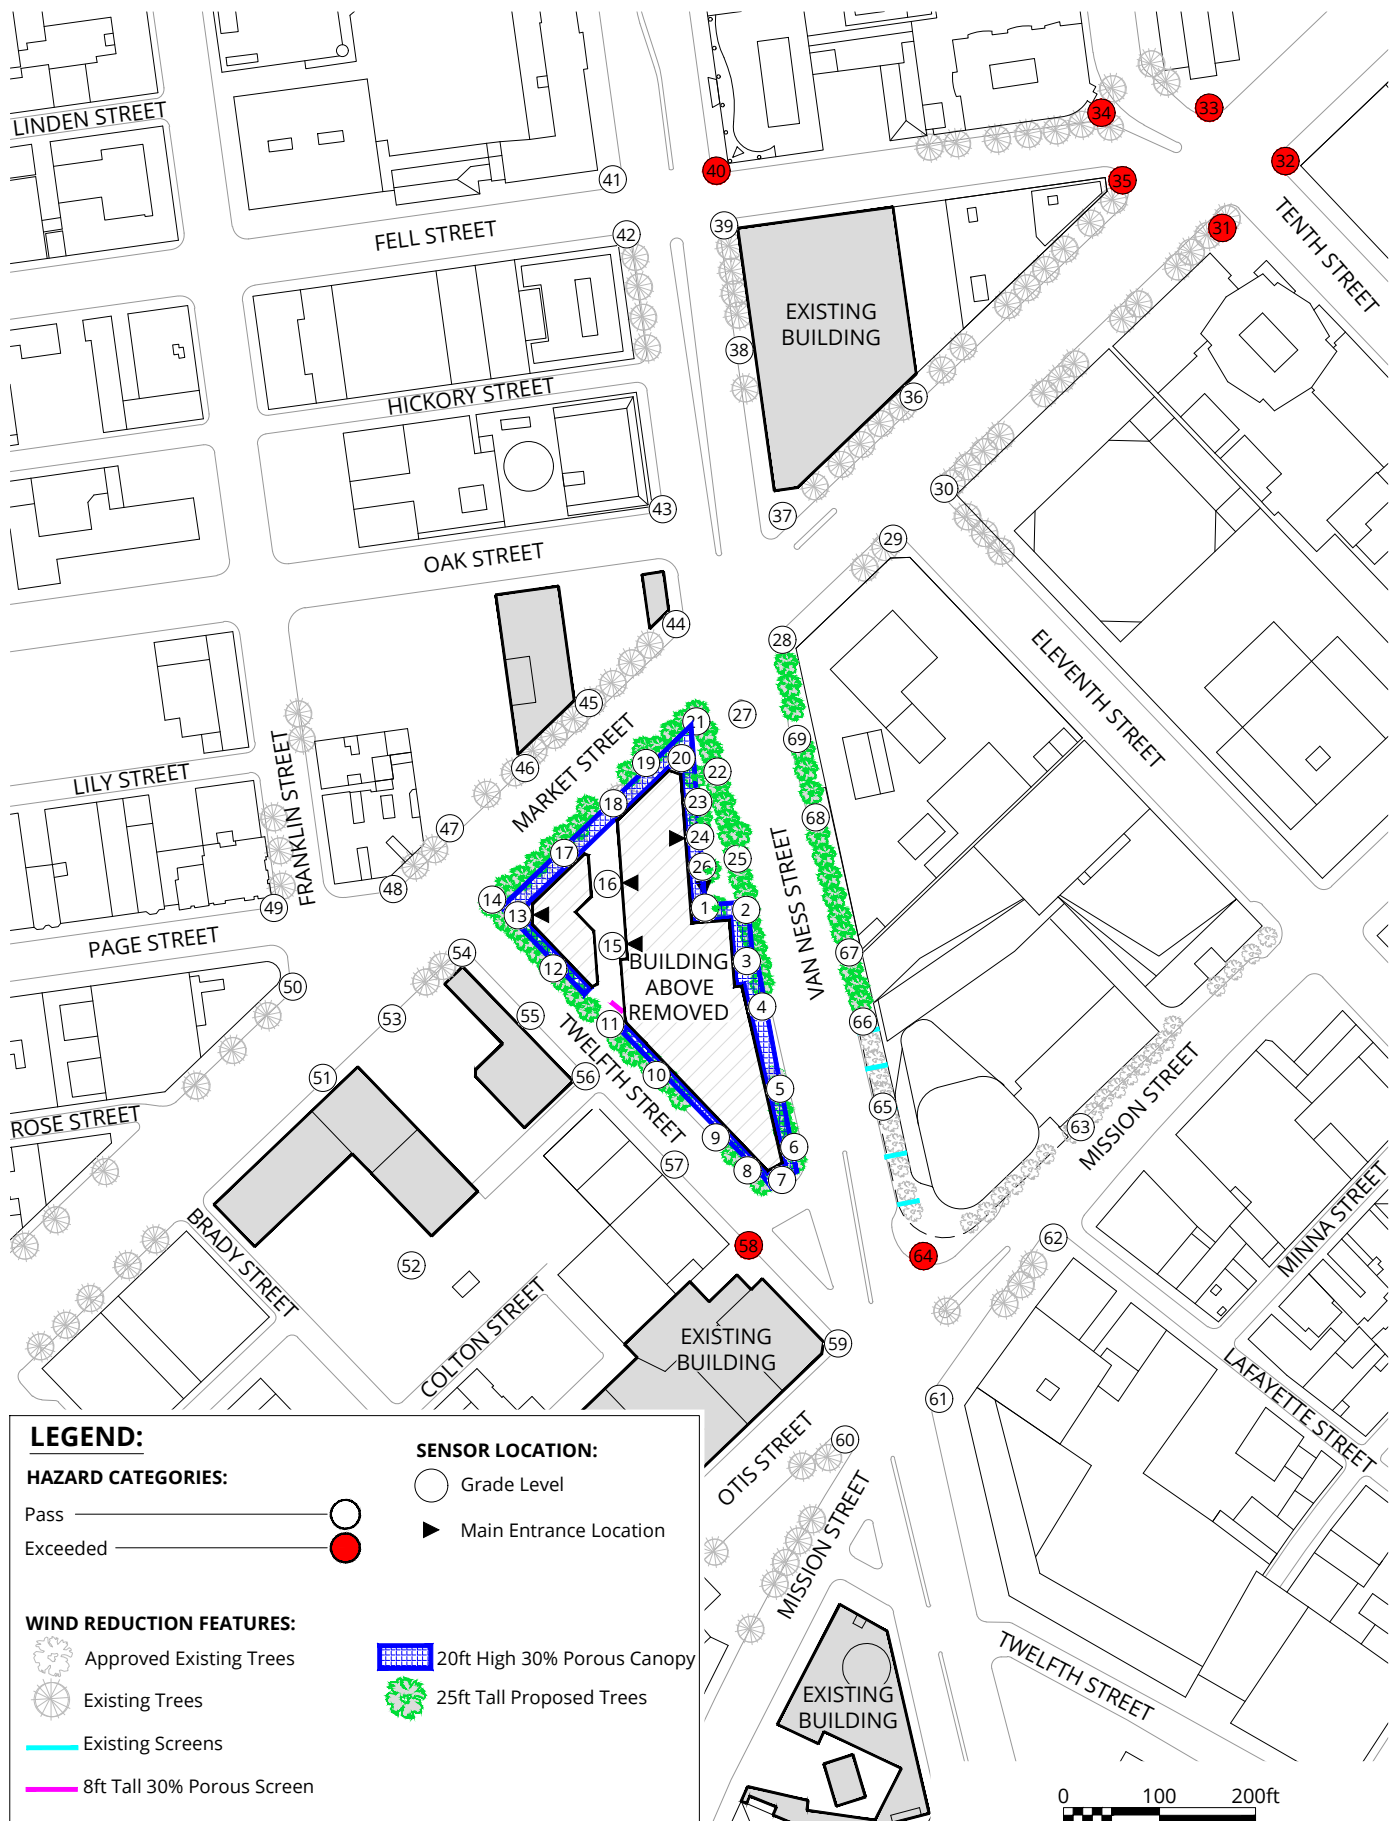 33
34
LINDEN STREET
32
40
41
35
TENTH STREET
39
31
FELL STREET
42
EXISTING
BUILDING
38
HICKORY STREET
36
30
43
37
OAK STREET
29
44
28
ELEVENTH STREET
45
MARKET STREET
21
27
69
46
19
20
22
LILY STREET
FRANKLIN STREET
18
23
68
47
24
VAN NESS STREET
17
25
26
16
48
14
49
13
1
2
PAGE STREET
15
67
54
12
BUILDING
ABOVE
REMOVED
3
50
4
53
55
11
TWELFTH STREET
66
51
56
10
5
65
ROSE STREET
63
MISSION STREET
9
6
57
8
7
MINNA STREET
BRADY STREET
58
62
52
64
COLTON STREET
EXISTING
BUILDING
59
LAFAYETTE STREET
61
OTIS STREET
60
MISSION STREET
LEGEND:
HAZARD CATEGORIES:
Pass
Exceeded
SENSOR LOCATION:
Grade Level
Main Entrance Location
WIND REDUCTION FEATURES:
Approved Existing Trees
Existing Trees
Existing Screens
8ft Tall 30% Porous Screen
20ft High 30% Porous Canopy
25ft Tall Proposed Trees
TWELFTH STREET
EXISTING
BUILDING
0 100 200ft